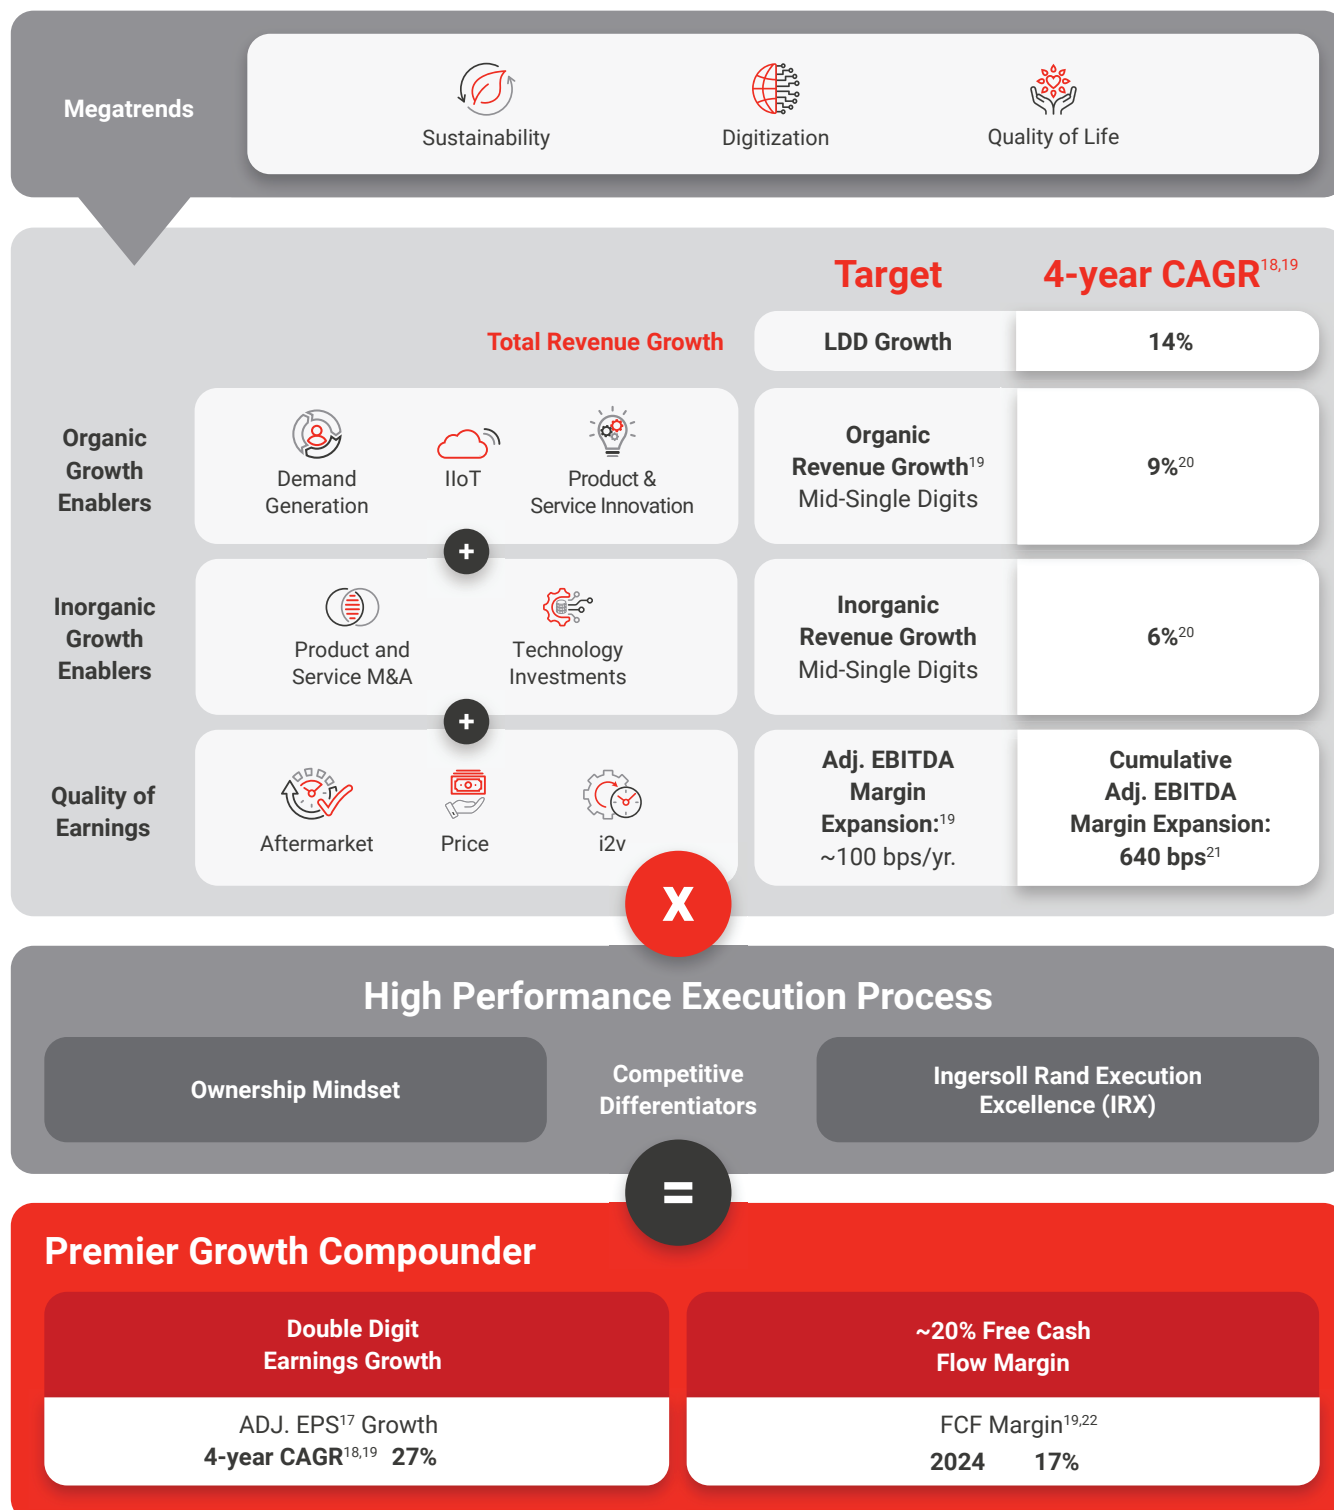 Megatrends
Sustainability
Digitization
Quality of Life
Target
4-year CAGR18,19
Total Revenue Growth
LDD Growth
14%
Organic
Growth
Enablers
Demand
Generation
IIoT
Product &
Service Innovation
Organic
Revenue Growth19
Mid-Single Digits
9%20
+
Inorganic
Growth
Enablers
Product and
Service M&A
Technology
Investments
Inorganic
Revenue Growth
Mid-Single Digits
6%20
+
Quality of
Earnings
Aftermarket
Price
i2v
Adj. EBITDA
Margin
Expansion:19
~100 bps/yr.
Cumulative
Adj. EBITDA
Margin Expansion:
640 bps21
X
High Performance Execution Process
Ownership Mindset
Competitive
Differentiators
Ingersoll Rand Execution
Excellence (IRX)
=
Premier Growth Compounder
Double Digit
Earnings Growth
ADJ. EPS17 Growth
4-year CAGR18,19 27%
~20% Free Cash
Flow Margin
FCF Margin19,22
2024 17%